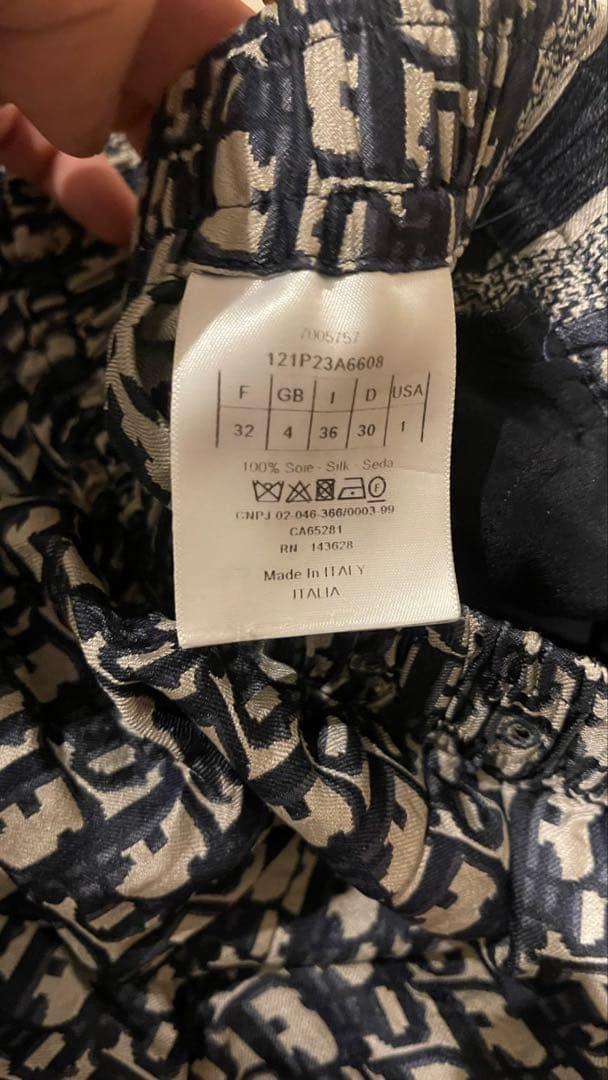 7005757
121P23A6608
F GB I D USA
32 4 36 30 1
100% Soie - Silk - Seda
F
CNPJ 02-046-366/0003-99
CA65281
RN 143628
Made In ITALY
ITALIA